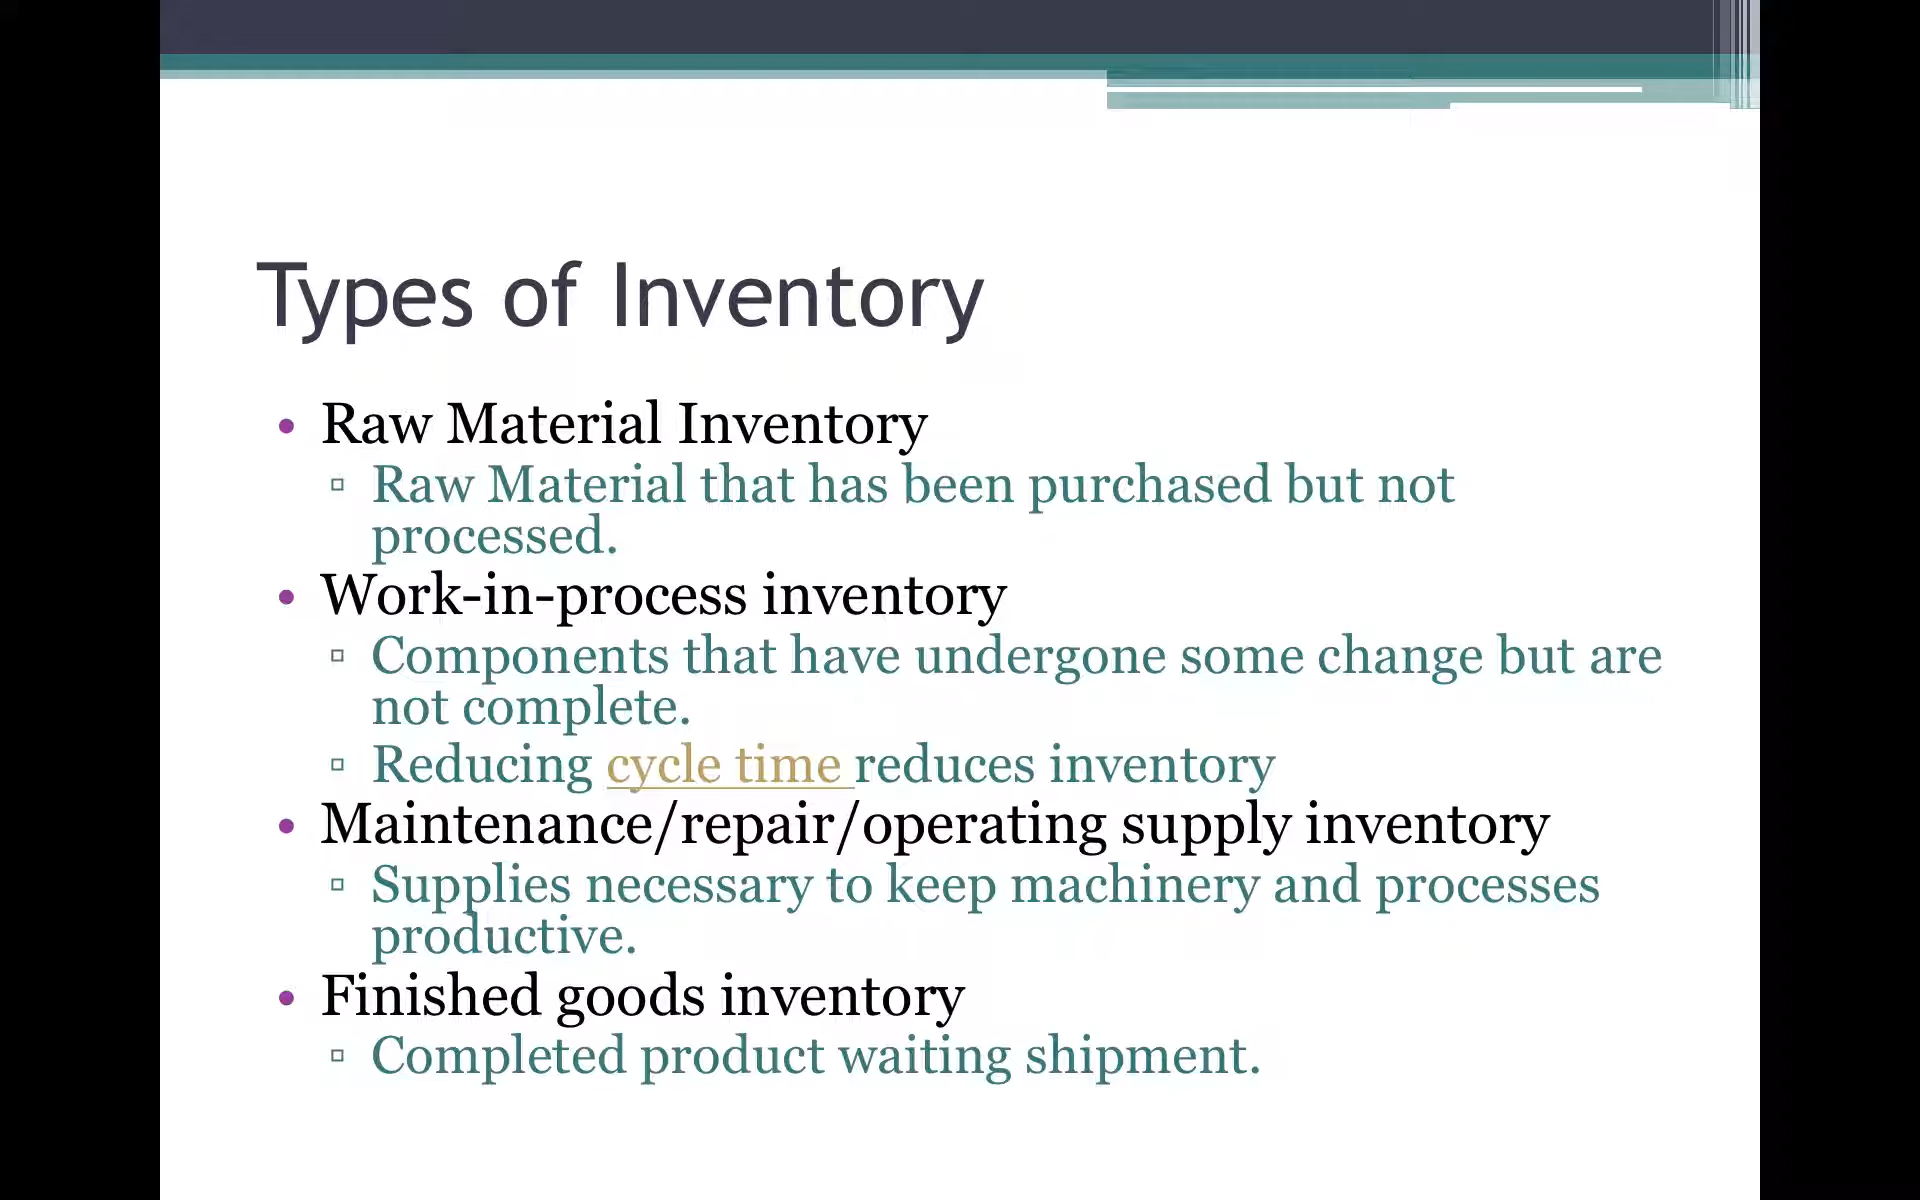 Types of Inventory
• Raw Material Inventory
▫ Raw Material that has been purchased but not
processed.
• Work-in-process inventory
▫ Components that have undergone some change but are
not complete.
▫ Reducing cycle time reduces inventory
• Maintenance/repair/operating supply inventory
▫ Supplies necessary to keep machinery and processes
productive.
• Finished goods inventory
▫ Completed product waiting shipment.